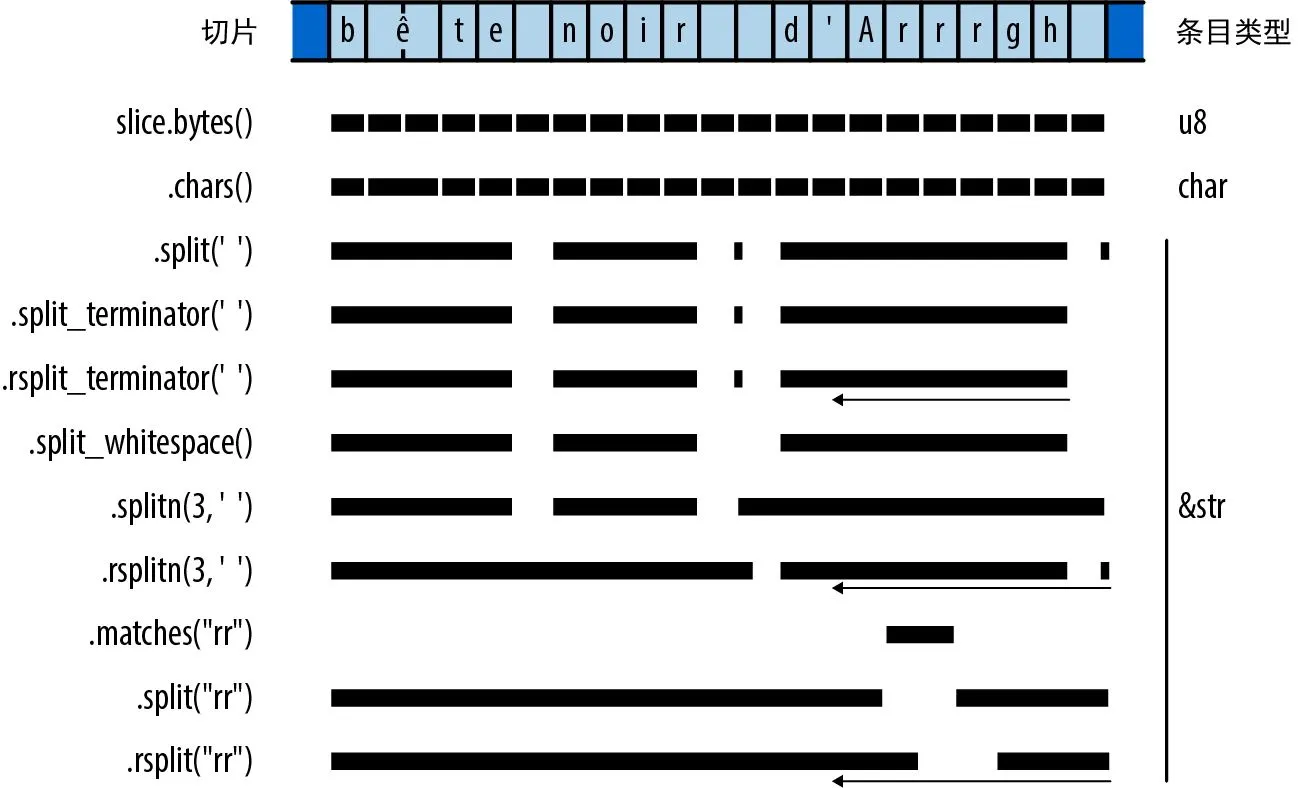 切片 b ê t e n o i r d ' A r r r g h 条目类型
slice.bytes() u8
.chars() char
.split(' ')
.split_terminator(' ')
.rsplit_terminator(' ')
.split_whitespace()
.splitn(3, ' ') &str
.rsplitn(3, ' ')
.matches("rr")
.split("rr")
.rsplit("rr")